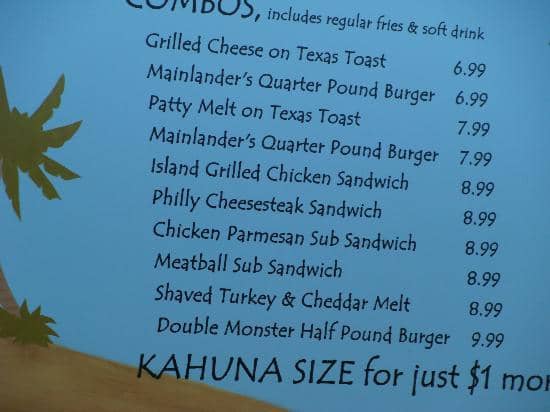 COMBOS, includes regular fries & soft drink
Grilled Cheese on Texas Toast 6.99
Mainlander's Quarter Pound Burger 6.99
Patty Melt on Texas Toast 7.99
Mainlander's Quarter Pound Burger 7.99
Island Grilled Chicken Sandwich 8.99
Philly Cheesesteak Sandwich 8.99
Chicken Parmesan Sub Sandwich 8.99
Meatball Sub Sandwich 8.99
Shaved Turkey & Cheddar Melt 8.99
Double Monster Half Pound Burger 9.99
KAHUNA SIZE for just $1 mor